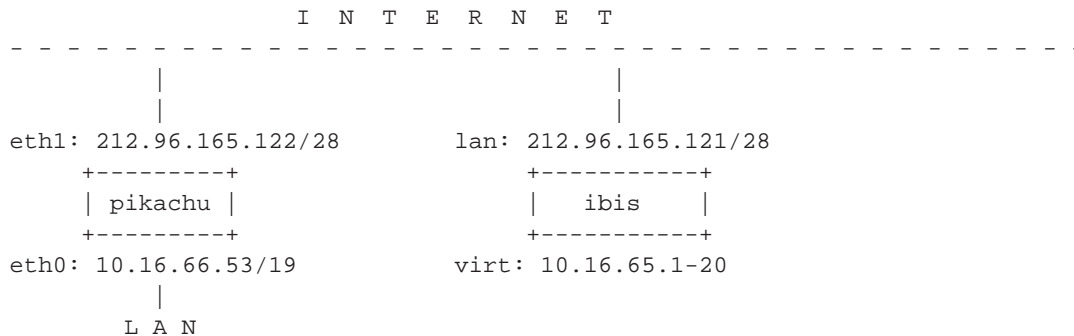 I N T E R N E T
- - - - - - - - - - - - - - - - - - - - - - - - - - - - - - - - - - - - - -
| |
| |
eth1: 212.96.165.122/28 lan: 212.96.165.121/28
+---------+ +-----------+
| pikachu | | ibis |
+---------+ +-----------+
eth0: 10.16.66.53/19 virt: 10.16.65.1-20
|
L A N